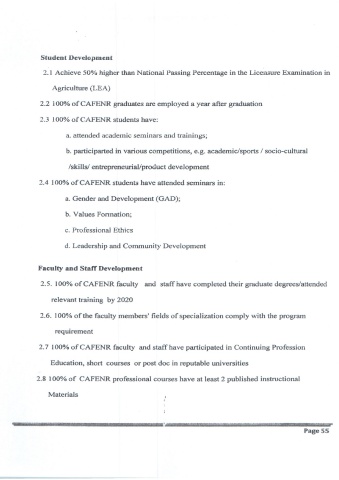 Student Development
2.1 Achieve 50% higher than National Passing Percentage in the Licensure Examination in
Agriculture (LEA)
2.2 100% of CAFENR graduates are employed a year after graduation
2.3 100% of CAFENR students have:
a. attended academic seminars and trainings;
b. participated in various competitions, e.g. academic/sports / socio-cultural
/skills/ entrepreneurial/product development
2.4 100% of CAFENR students have attended seminars in:
a. Gender and Development (GAD);
b. Values Formation;
c. Professional Ethics
d. Leadership and Community Development
Faculty and Staff Development
2.5. 100% of CAFENR faculty and staff have completed their graduate degrees/attended
relevant training by 2020
2.6. 100% of the faculty members' fields of specialization comply with the program
requirement
2.7 100% of CAFENR faculty and staff have participated in Continuing Profession
Education, short courses or post doc in reputable universities
2.8 100% of CAFENR professional courses have at least 2 published instructional
Materials
Page 55